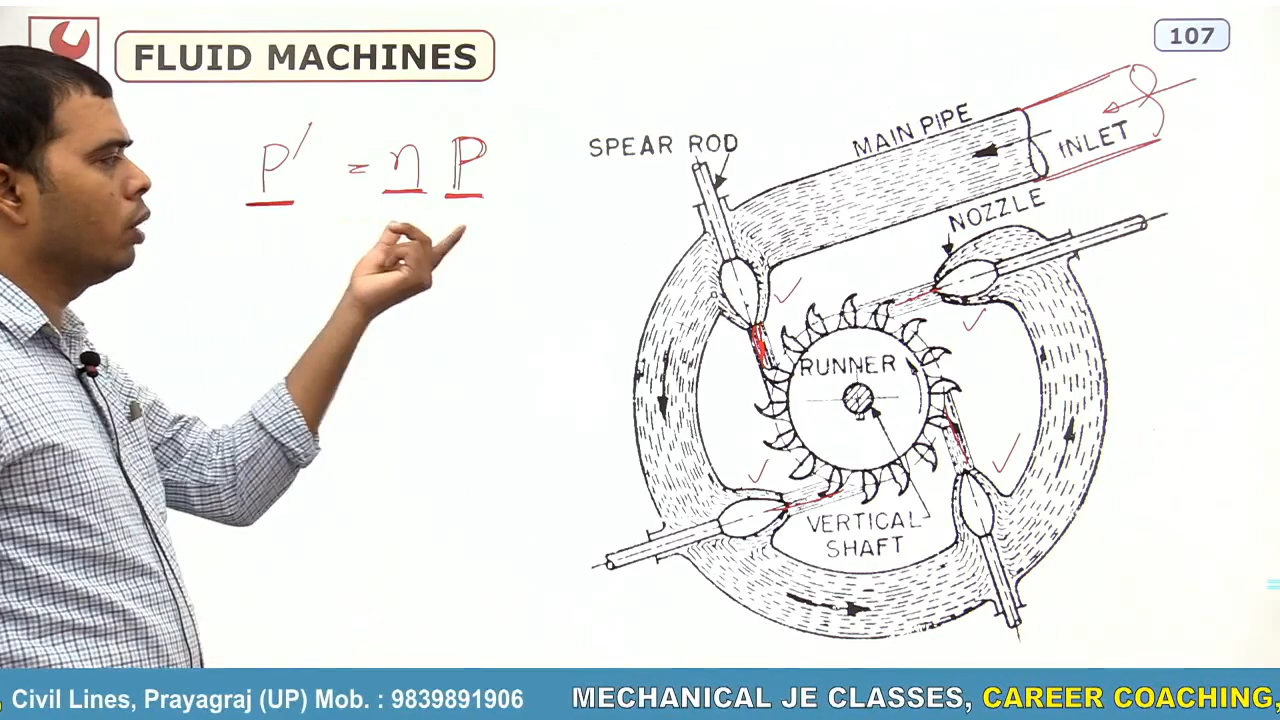 FLUID MACHINES
107
P' = η P
SPEAR ROD
MAIN PIPE
INLET
NOZZLE
RUNNER
VERTICAL
SHAFT
, Civil Lines, Prayagraj (UP) Mob. : 9839891906 MECHANICAL JE CLASSES, CAREER COACHING,